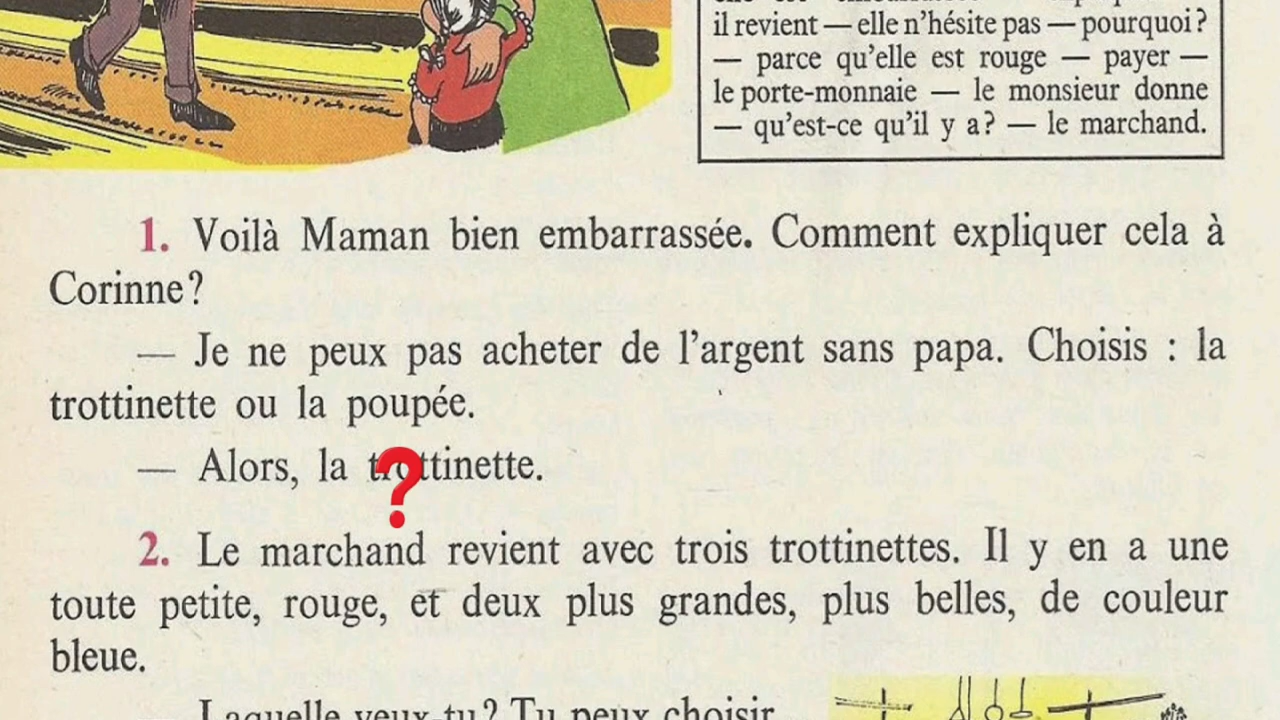 il revient — elle n'hésite pas — pourquoi?
— parce qu'elle est rouge — payer —
le porte-monnaie — le monsieur donne
— qu'est-ce qu'il y a? — le marchand.
1. Voilà Maman bien embarrassée. Comment expliquer cela à
Corinne?
— Je ne peux pas acheter de l'argent sans papa. Choisis : la
trottinette ou la poupée.
— Alors, la trottinette.
❓
2. Le marchand revient avec trois trottinettes. Il y en a une
toute petite, rouge, et deux plus grandes, plus belles, de couleur
bleue.
— Laquelle veux-tu? Tu peux choisir